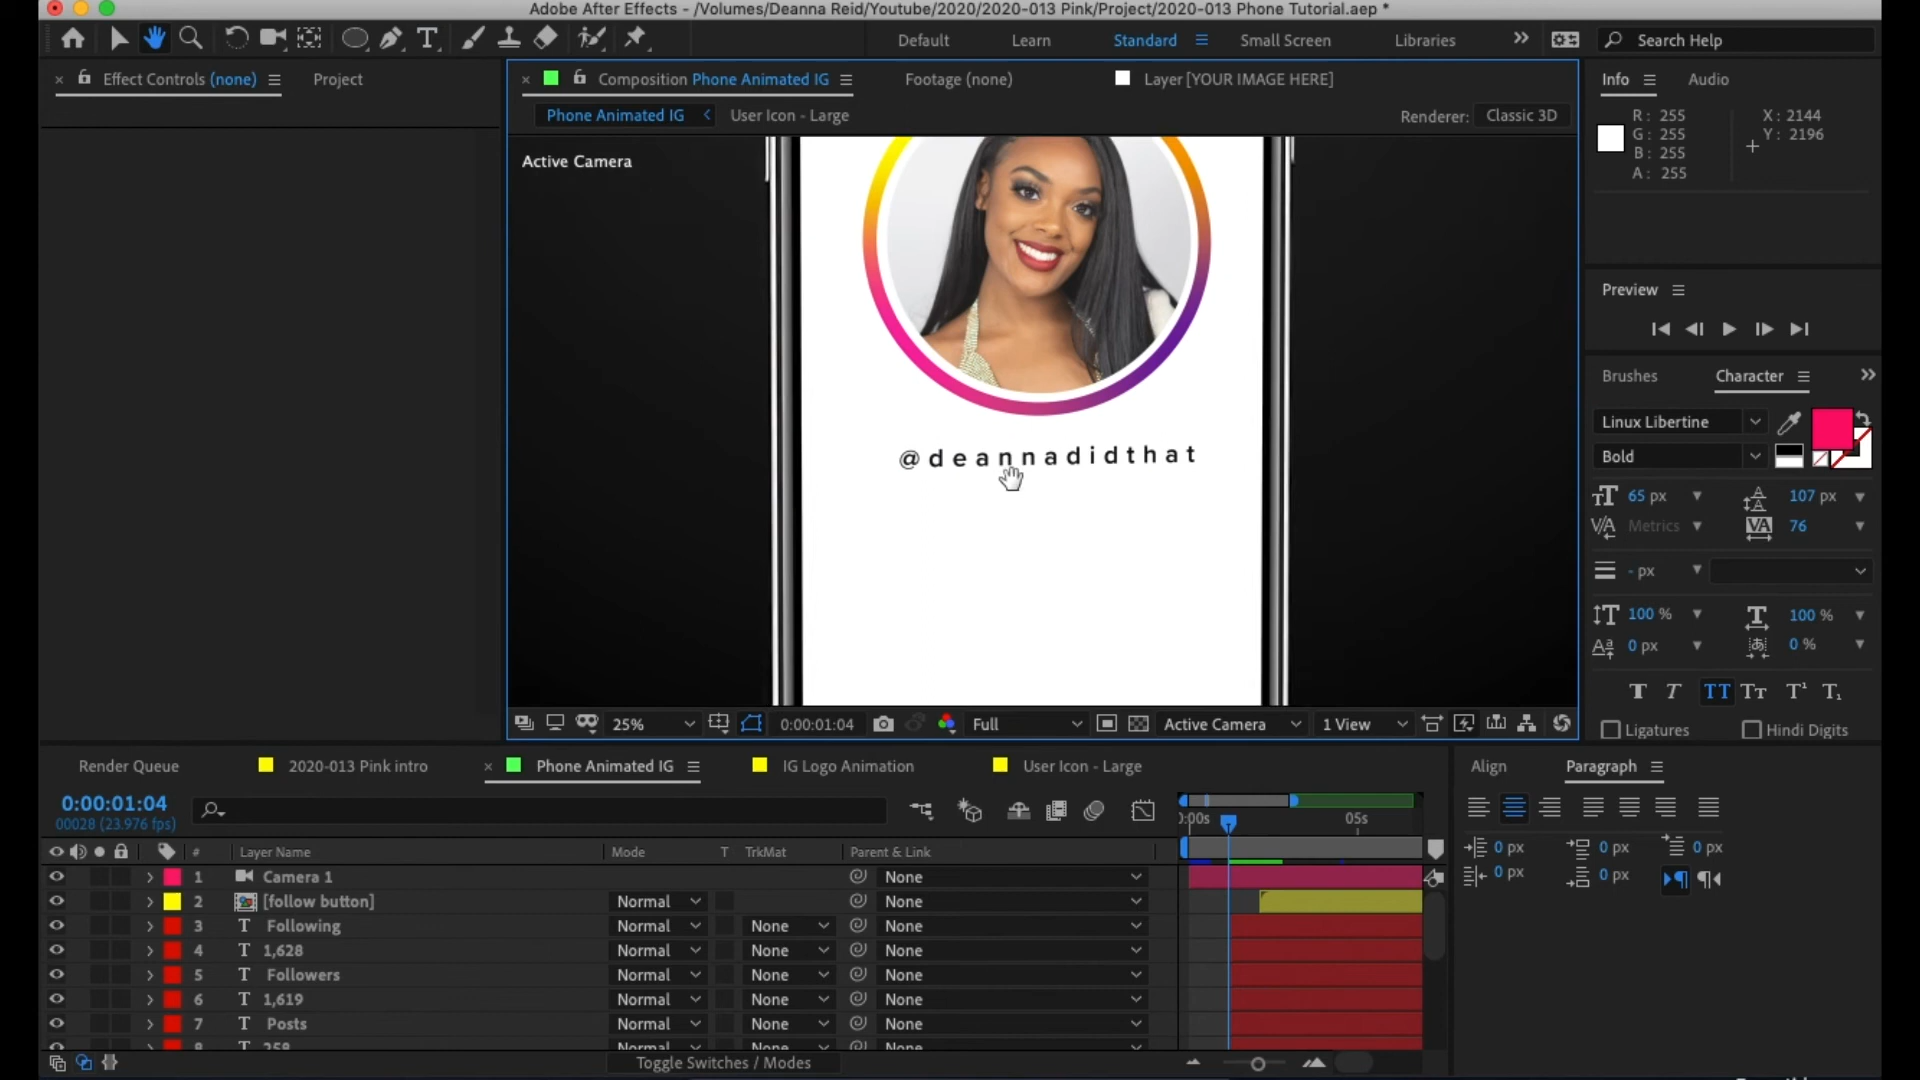 Adobe After Effects - /Volumes/Deanna Reid/Youtube/2020/2020-013 Pink/Project/2020-013 Phone Tutorial.aep *
Default Learn Standard Small Screen Libraries Search Help
Effect Controls (none) Project
Composition Phone Animated IG Footage (none) Layer [YOUR IMAGE HERE]
Phone Animated IG User Icon - Large Renderer: Classic 3D
Active Camera
@deannadidthat
25% 0:00:01:04 Full Active Camera 1 View
Info Audio
R: 255 X: 2144
G: 255 Y: 2196
B: 255
A: 255
Preview
Brushes Character
Linux Libertine
Bold
65 px 107 px
Metrics 76
- px
100 % 100 %
0 px 0 %
Ligatures Hindi Digits
Render Queue 2020-013 Pink intro Phone Animated IG IG Logo Animation User Icon - Large
0:00:01:04
00028 (23.976 fps)
0:00s 05s
# Layer Name Mode T TrkMat Parent & Link
1 Camera 1 None
2 [follow button] Normal None
3 T Following Normal None None
4 T 1,628 Normal None None
5 T Followers Normal None None
6 T 1,619 Normal None None
7 T Posts Normal None None
8 T 258 Normal None None
Toggle Switches / Modes
Align Paragraph
0 px 0 px 0 px
0 px 0 px